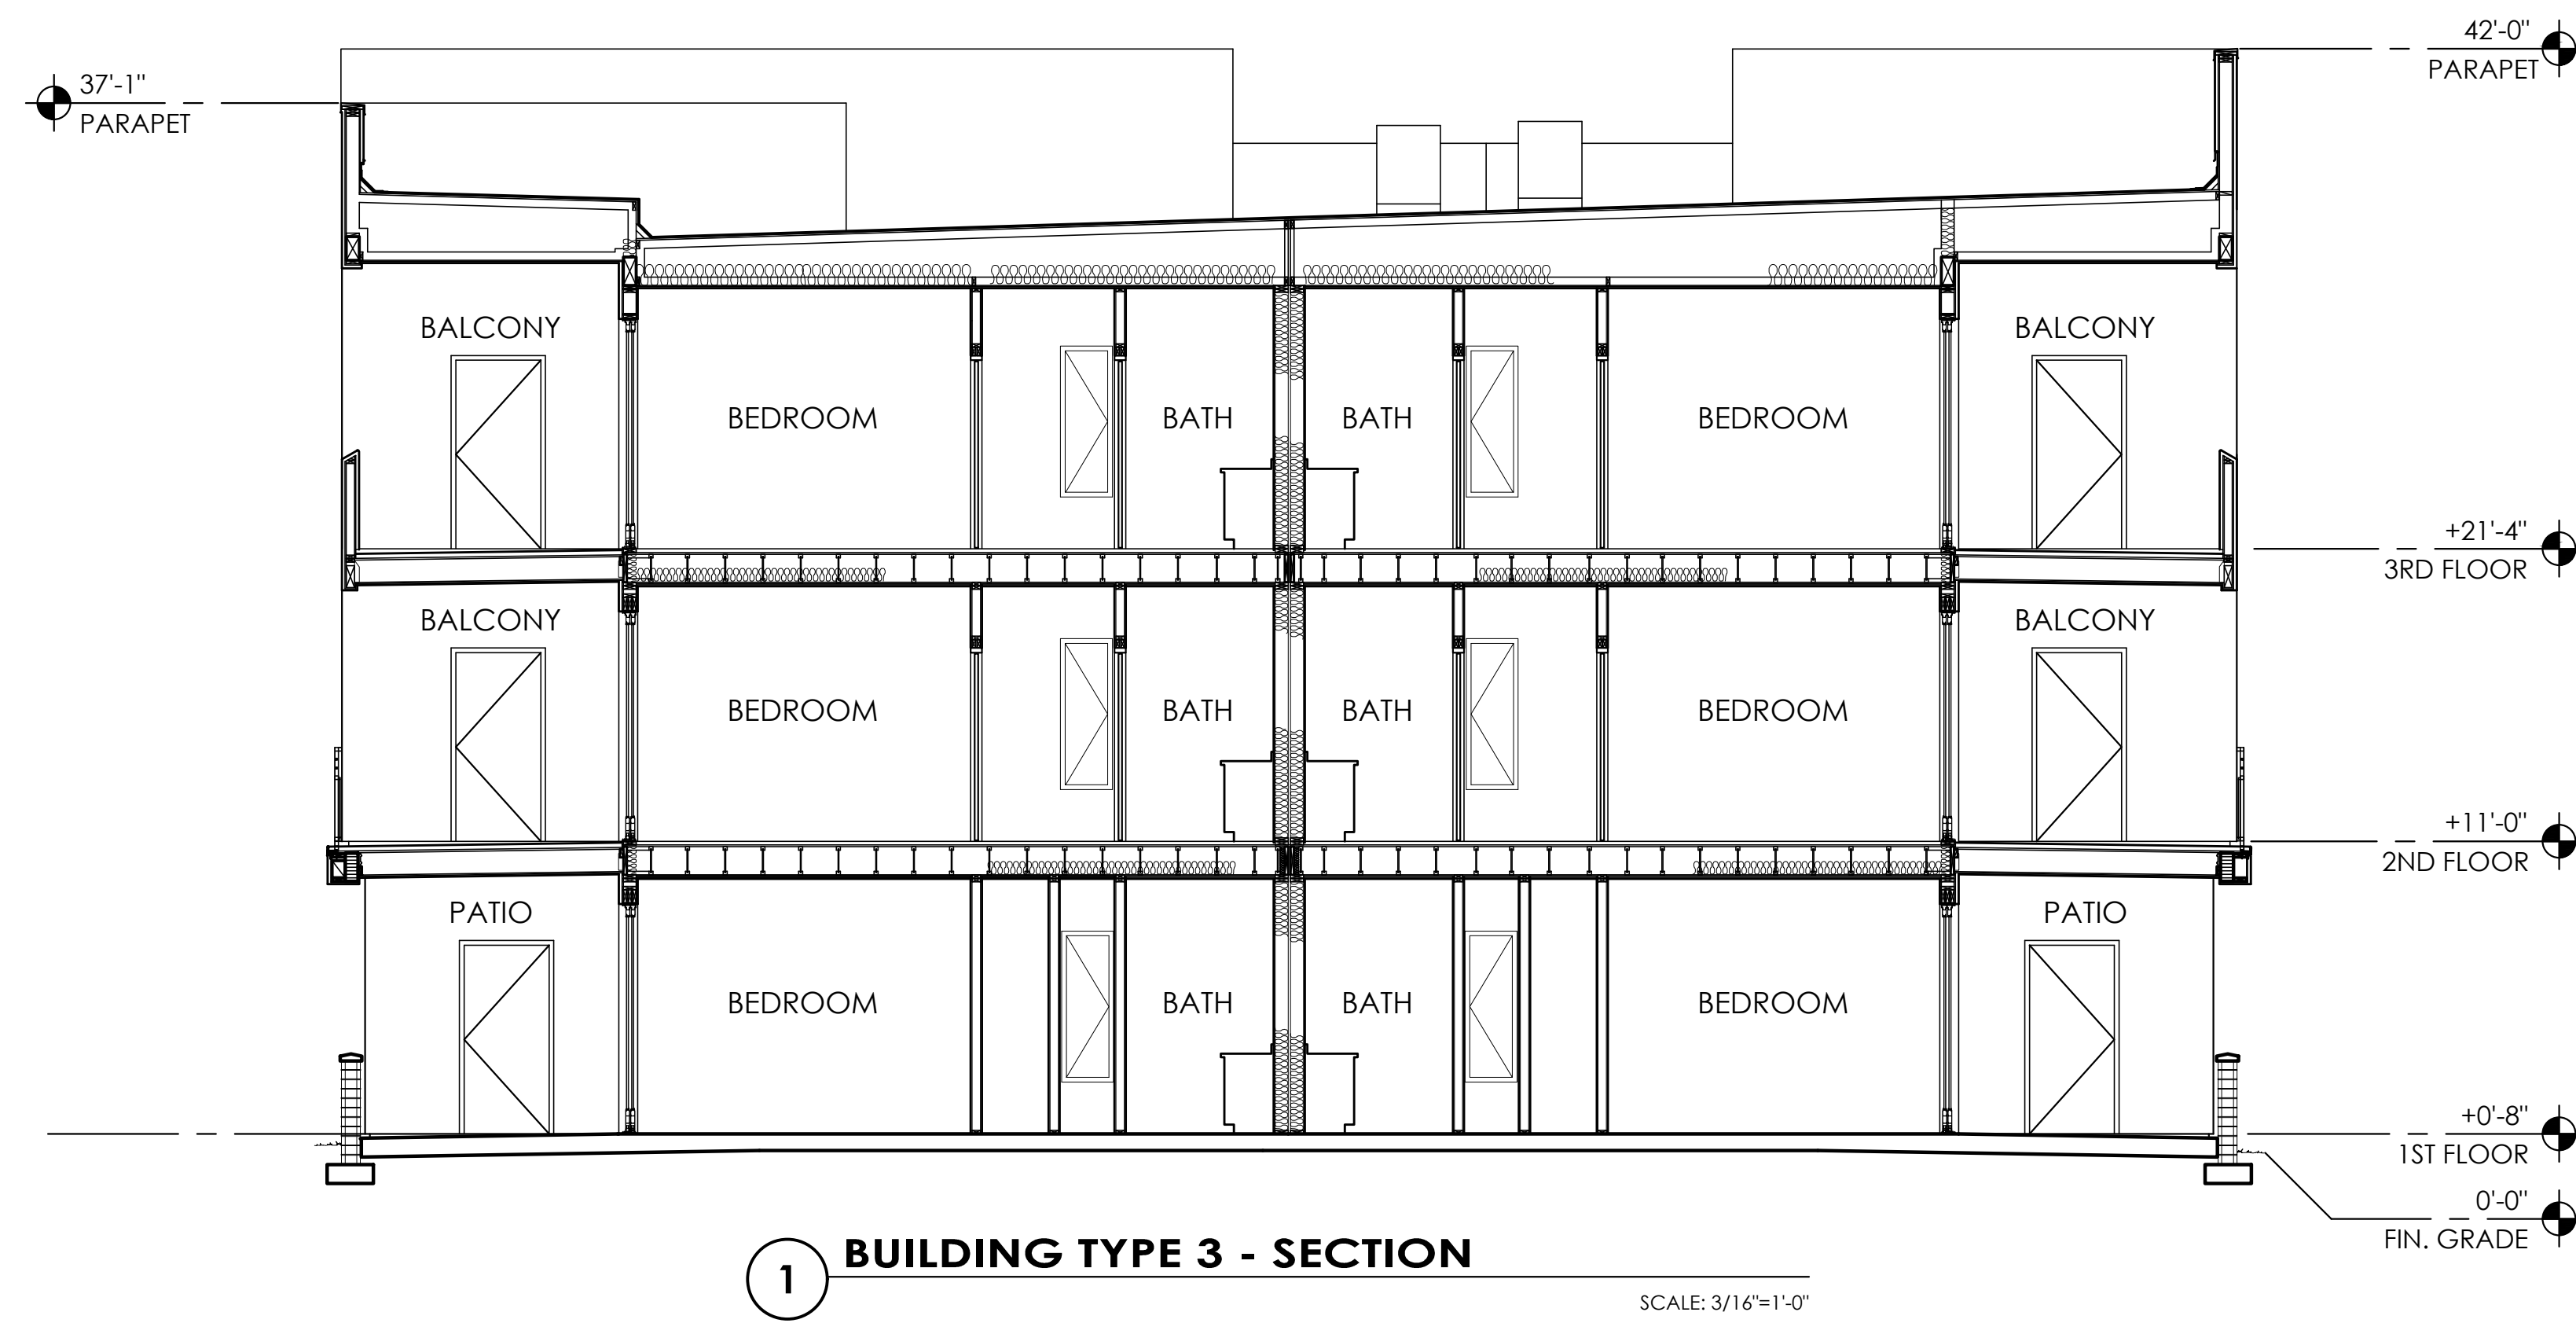 42'-0"
PARAPET
37'-1"
PARAPET
BALCONY
BALCONY
BEDROOM
BATH
BATH
BEDROOM
+21'-4"
3RD FLOOR
BALCONY
BALCONY
BEDROOM
BATH
BATH
BEDROOM
+11'-0"
2ND FLOOR
PATIO
PATIO
BEDROOM
BATH
BATH
BEDROOM
+0'-8"
1ST FLOOR
0'-0"
FIN. GRADE
1
BUILDING TYPE 3 - SECTION
SCALE: 3/16"=1'-0"